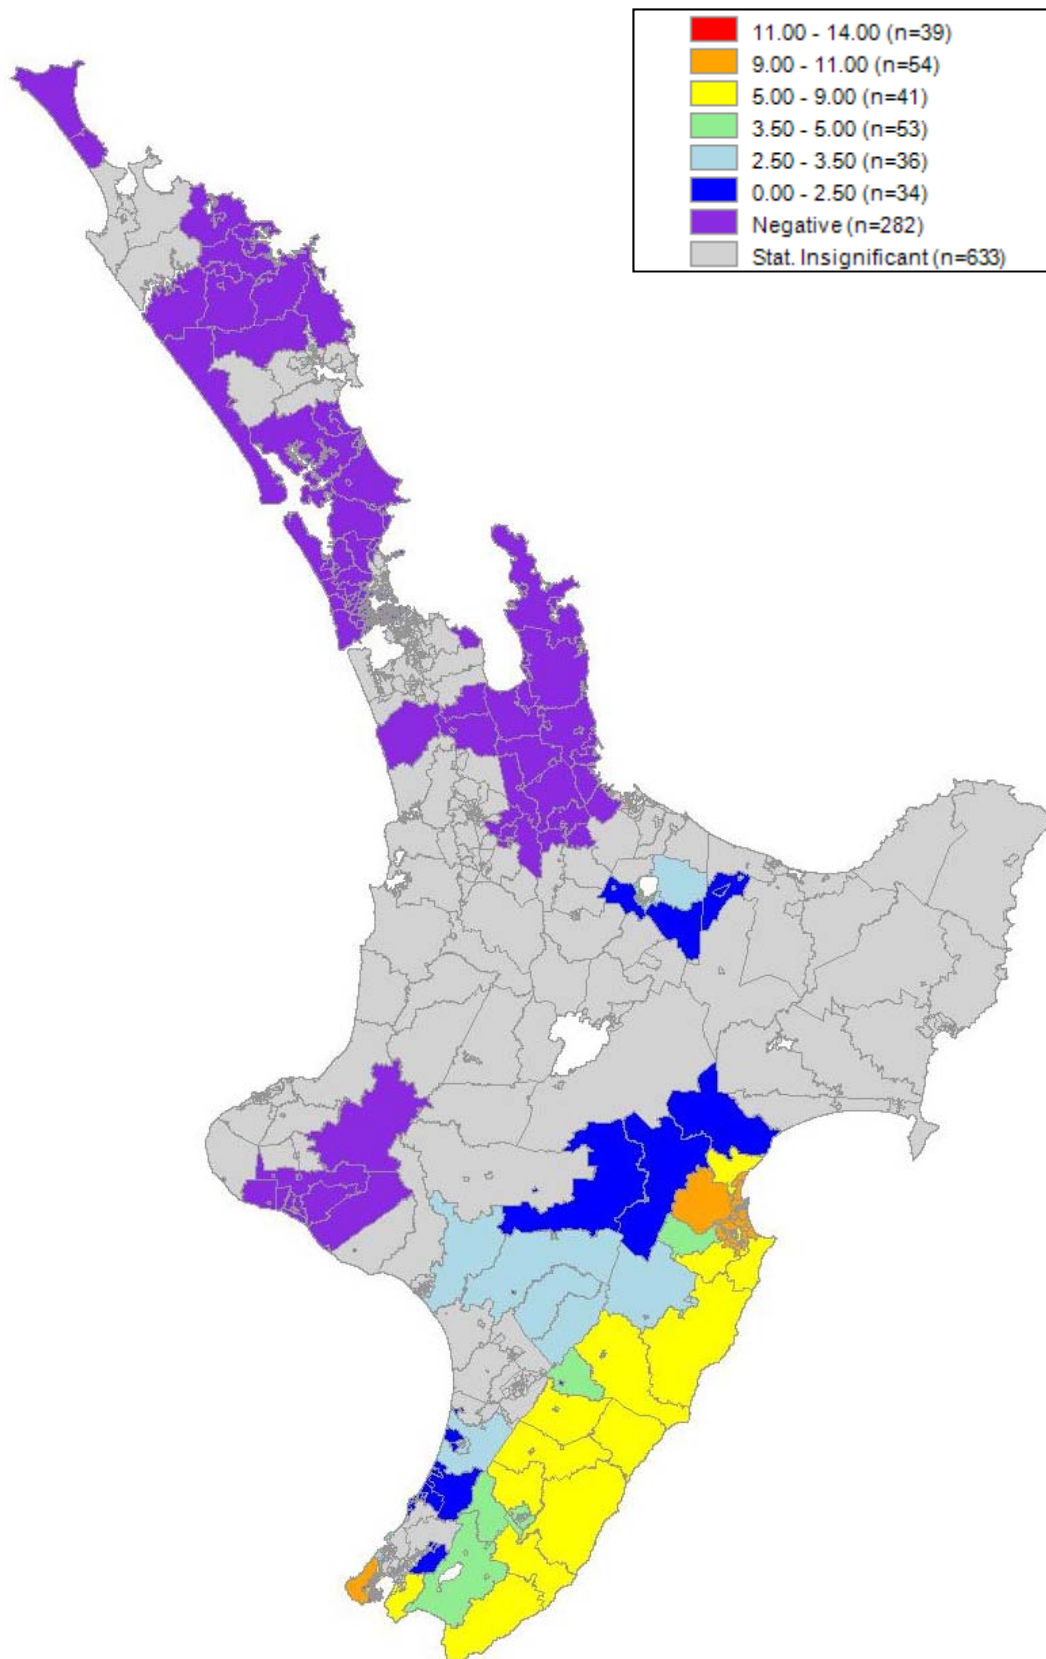 11.00 - 14.00 (n=39)
9.00 - 11.00 (n=54)
5.00 - 9.00 (n=41)
3.50 - 5.00 (n=53)
2.50 - 3.50 (n=36)
0.00 - 2.50 (n=34)
Negative (n=282)
Stat. Insignificant (n=633)